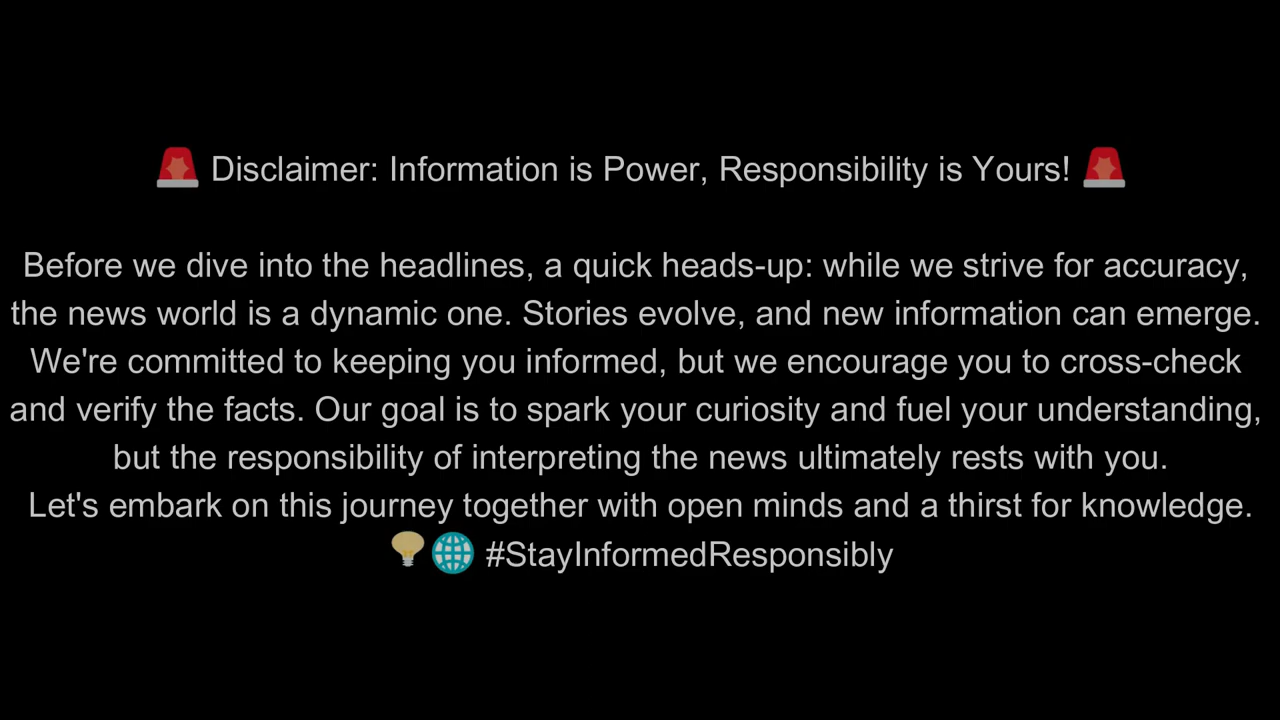 🚨 Disclaimer: Information is Power, Responsibility is Yours! 🚨
Before we dive into the headlines, a quick heads-up: while we strive for accuracy,
the news world is a dynamic one. Stories evolve, and new information can emerge.
We're committed to keeping you informed, but we encourage you to cross-check
and verify the facts. Our goal is to spark your curiosity and fuel your understanding,
but the responsibility of interpreting the news ultimately rests with you.
Let's embark on this journey together with open minds and a thirst for knowledge.
💡🌐 #StayInformedResponsibly